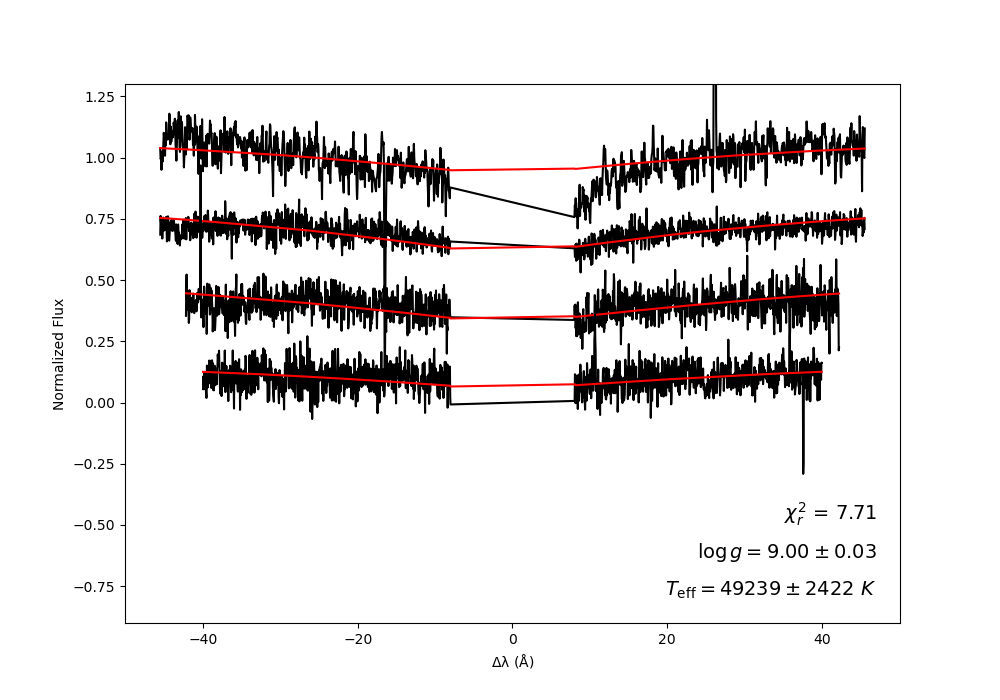 1.25
1.00
0.75
0.50
0.25
0.00
−0.25
−0.50
−0.75
Normalized Flux
χ²ᵣ = 7.71
log g = 9.00 ± 0.03
T_eff = 49239 ± 2422 K
−40 −20 0 20 40
Δλ (Å)